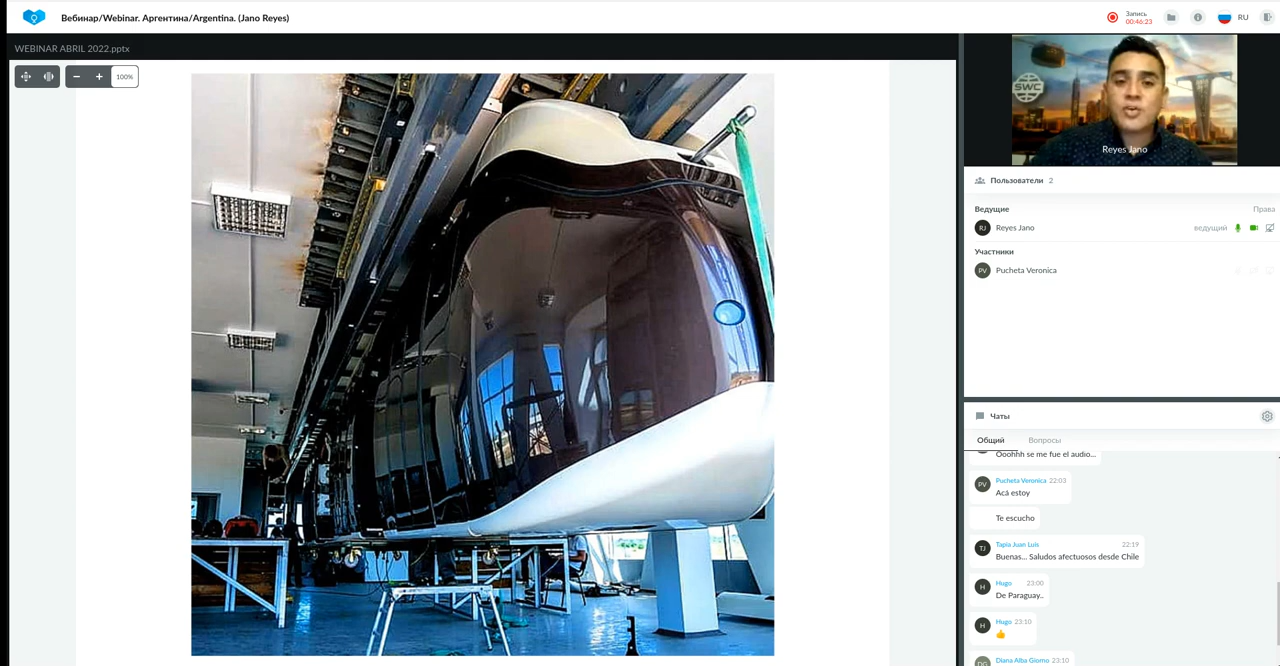 Вебинар/Webinar. Аргентина/Argentina. (Jano Reyes)
Запись
00:46:23
RU
WEBINAR ABRIL 2022.pptx
100%
SWC
Reyes Jano
Пользователи 2
Ведущие Права
RJ Reyes Jano ведущий
Участники
PV Pucheta Veronica
Чаты
Общий Вопросы
Ooohhh se me fue el audio...
PV Pucheta Veronica 22:03
Acá estoy
Te escucho
TJ Tapia Juan Luis 22:19
Buenas... Saludos afectuosos desde Chile
H Hugo 23:00
De Paraguay..
H Hugo 23:10
👍
DG Diana Alba Giorno 23:10